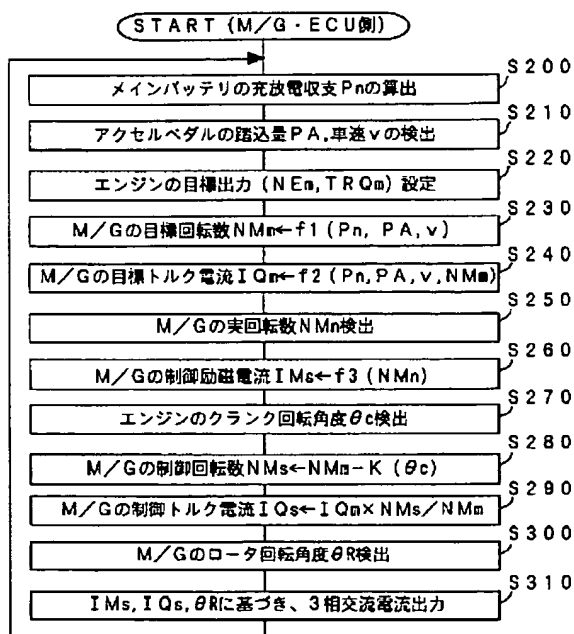 START (M/G・ECU側)
S200
メインバッテリの充放電収支Pnの算出
S210
アクセルペダルの踏込量PA,車速vの検出
S220
エンジンの目標出力 (NEm,TRQm) 設定
S230
M/Gの目標回転数NMm←f1 (Pn, PA,v)
S240
M/Gの目標トルク電流IQm←f2 (Pn,PA,v,NMm)
S250
M/Gの実回転数NMn検出
S260
M/Gの制御励磁電流IMs←f3 (NMn)
S270
エンジンのクランク回転角度θc検出
S280
M/Gの制御回転数NMs←NMm-K (θc)
S290
M/Gの制御トルク電流IQs←IQm×NMs/NMm
S300
M/Gのロータ回転角度θR検出
S310
IMs,IQs,θRに基づき、3相交流電流出力